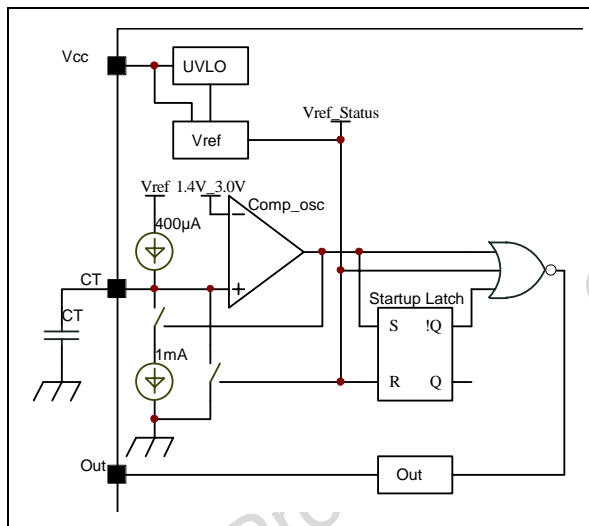 Vcc
UVLO
Vref
Vref_Status
Vref 1.4V_3.0V
Comp_osc
400µA
CT
CT
Startup Latch
S !Q
1mA
R Q
Out
Out